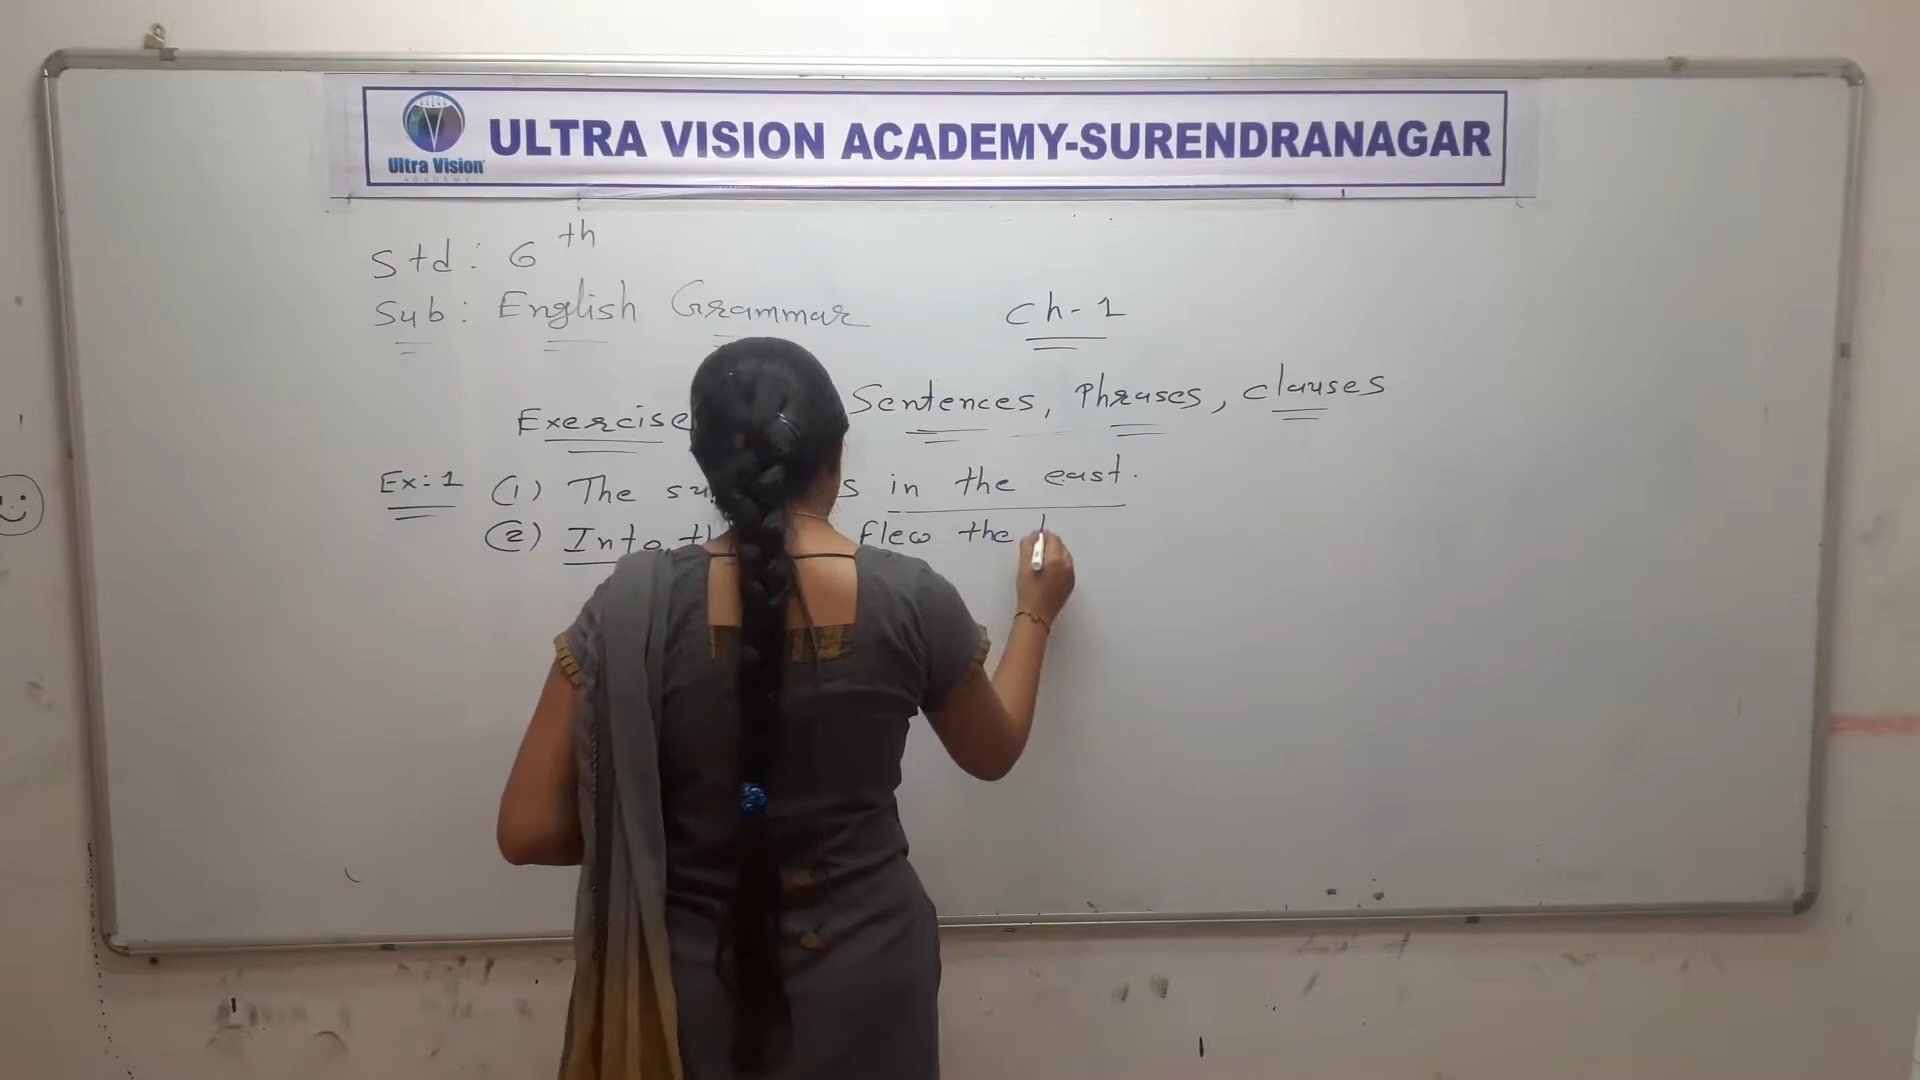 Ultra Vision
ACADEMY
ULTRA VISION ACADEMY-SURENDRANAGAR
Std: 6th
Sub: English Grammar
Ch-1
Exercise Sentences, Phrases, Clauses
Ex:1 (1) The in the east.
(2) Into flew the